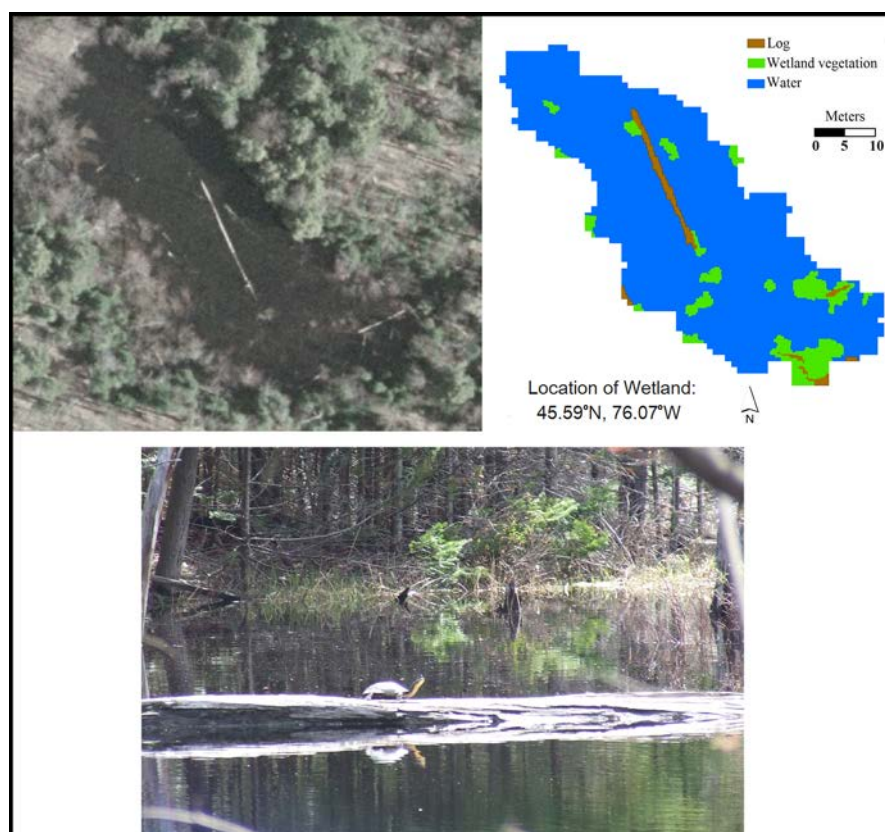 Log
Wetland vegetation
Water
Meters
0 5 10
Location of Wetland:
45.59°N, 76.07°W
N